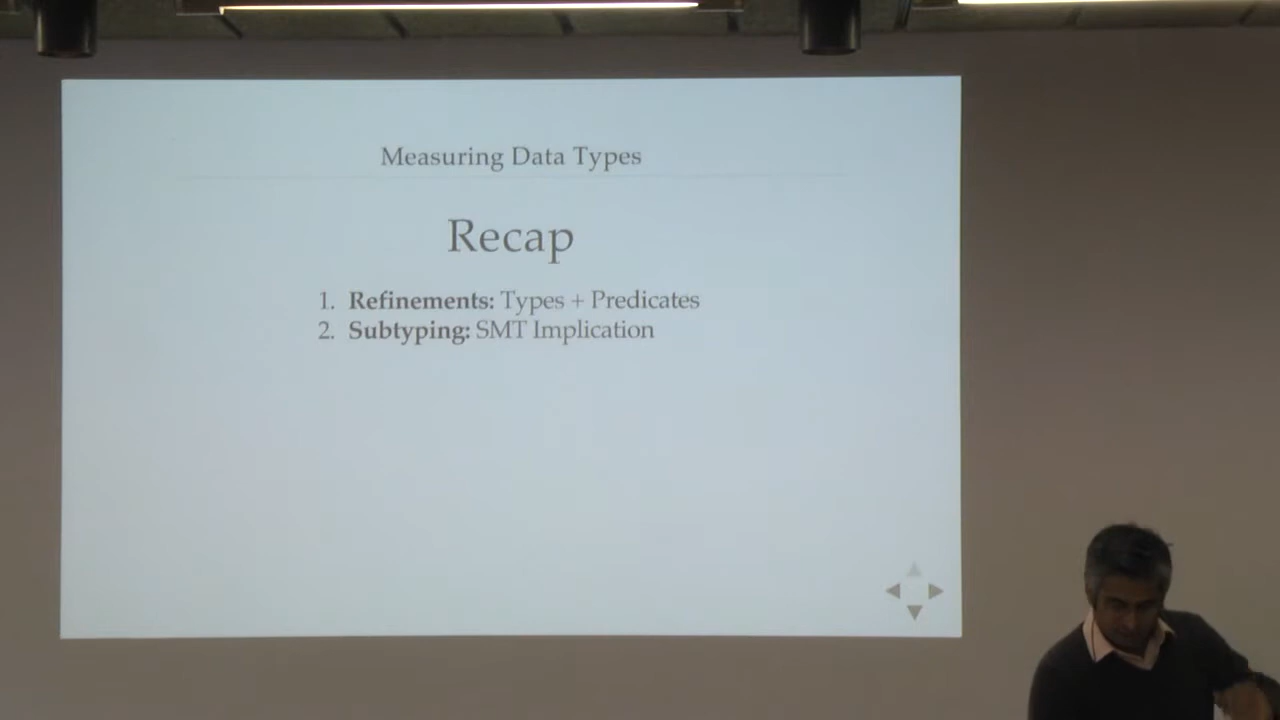 Measuring Data Types
Recap
1. Refinements: Types + Predicates
2. Subtyping: SMT Implication